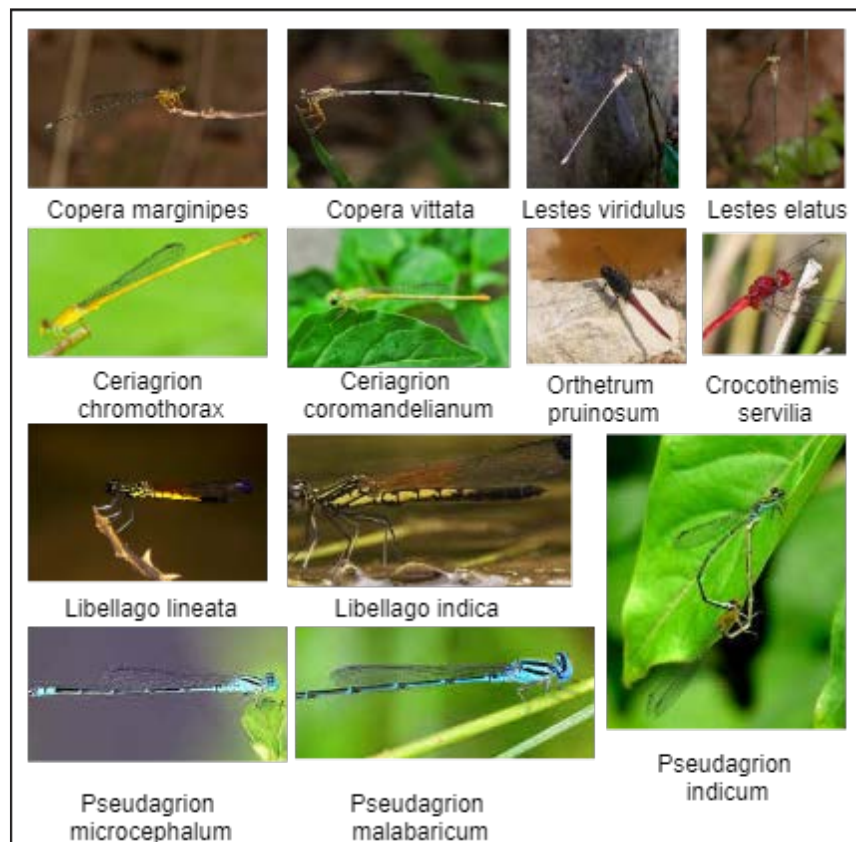 Copera marginipes
Copera vittata
Lestes viridulus
Lestes elatus
Ceriagrion
chromothorax
Ceriagrion
coromandelianum
Orthetrum
pruinosum
Crocothemis
servilia
Libellago lineata
Libellago indica
Pseudagrion
microcephalum
Pseudagrion
malabaricum
Pseudagrion
indicum